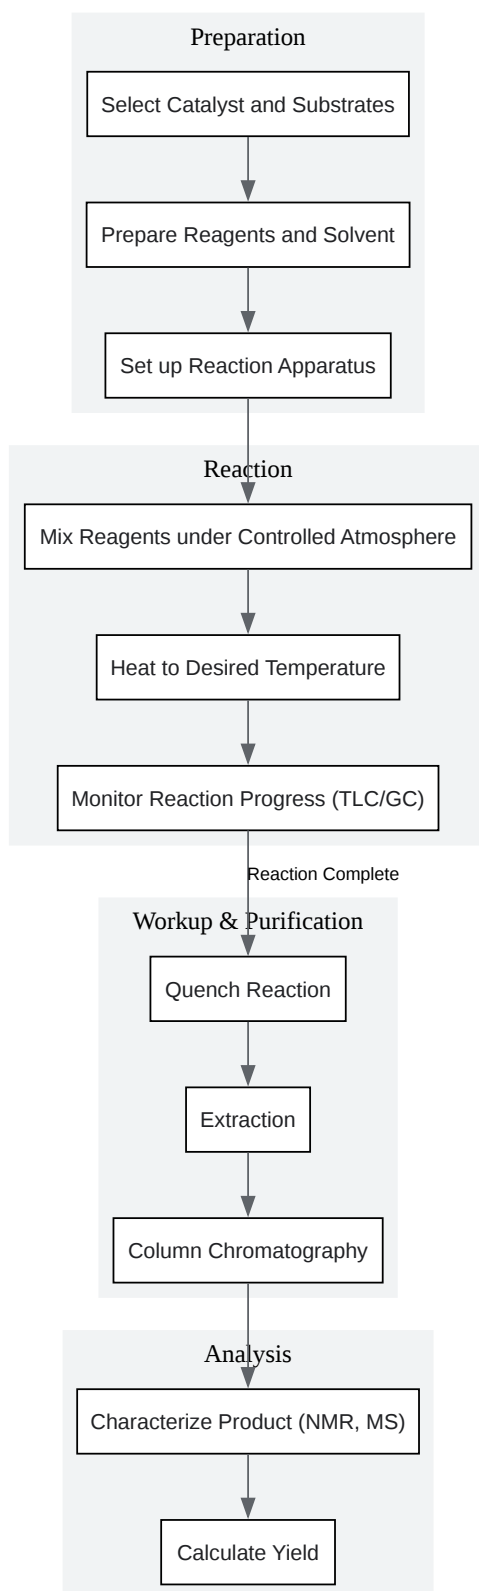 Preparation
Select Catalyst and Substrates
Prepare Reagents and Solvent
Set up Reaction Apparatus
Reaction
Mix Reagents under Controlled Atmosphere
Heat to Desired Temperature
Monitor Reaction Progress (TLC/GC)
Reaction Complete
Workup & Purification
Quench Reaction
Extraction
Column Chromatography
Analysis
Characterize Product (NMR, MS)
Calculate Yield